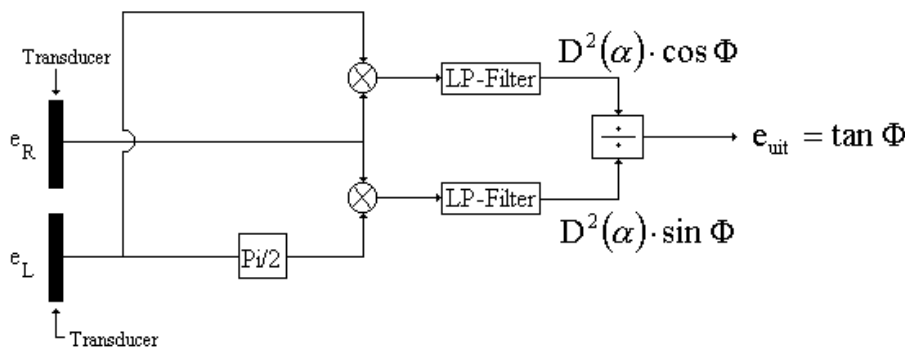 Transducer
D²(α)·cos Φ
LP-Filter
e_R
÷
e_uit = tan Φ
LP-Filter
D²(α)·sin Φ
e_L
Pi/2
Transducer